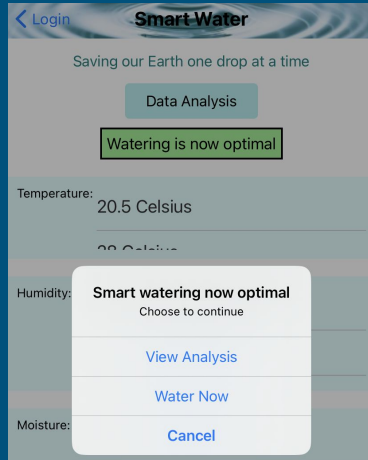 Login
Smart Water
Saving our Earth one drop at a time
Data Analysis
Watering is now optimal
Temperature:
20.5 Celsius
Humidity:
Smart watering now optimal
Choose to continue
View Analysis
Water Now
Moisture:
Cancel